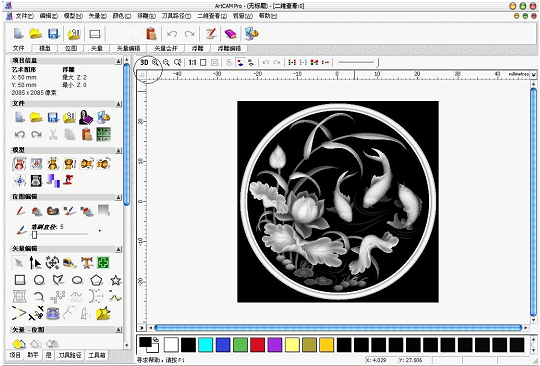 ArtCAM Pro - (无标题) - [二维查看:0]
文件(F) 编辑(E) 模型(M) 矢量(V) 颜色(C) 浮雕(R) 刀具路径(T) 二维查看(V) 视窗(W) 帮助(H)
文件 模型 位图 矢量 矢量编辑 矢量合并 浮雕 浮雕编辑
项目信息
艺术图形 浮雕
X: 50 mm 最大 Z: 2
Y: 50 mm 最小 Z: 0
2085 x 2085 像素
文件
模型
位图编辑
笔刷直径: 5
矢量编辑
矢量 - 位图
项目 助手 层 刀具路径 工具箱
3D 1:1
-20 -10 0 10 20 millimetres
20
10
0
-10
-20
寻求帮助,请按 F1 X: 4.029 Y: 27.506